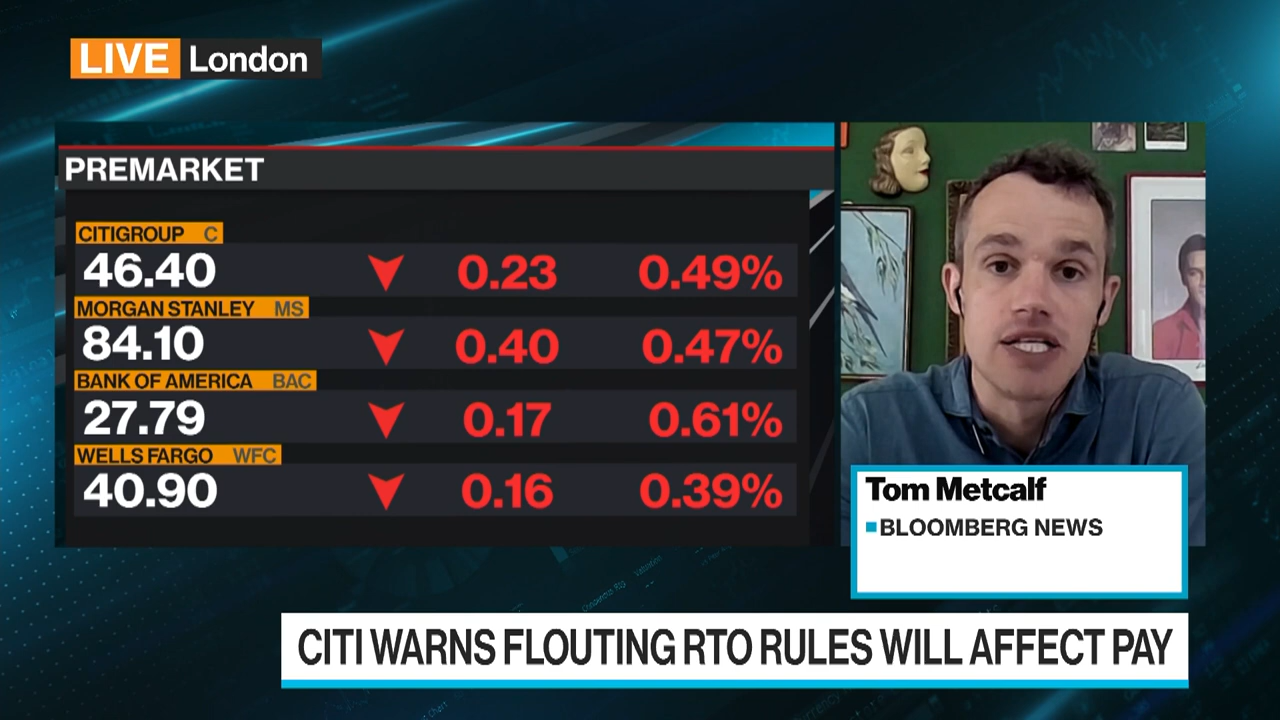 LIVE London
PREMARKET
CITIGROUP C
46.40 0.23 0.49%
MORGAN STANLEY MS
84.10 0.40 0.47%
BANK OF AMERICA BAC
27.79 0.17 0.61%
WELLS FARGO WFC
40.90 0.16 0.39%
Tom Metcalf
BLOOMBERG NEWS
CITI WARNS FLOUTING RTO RULES WILL AFFECT PAY